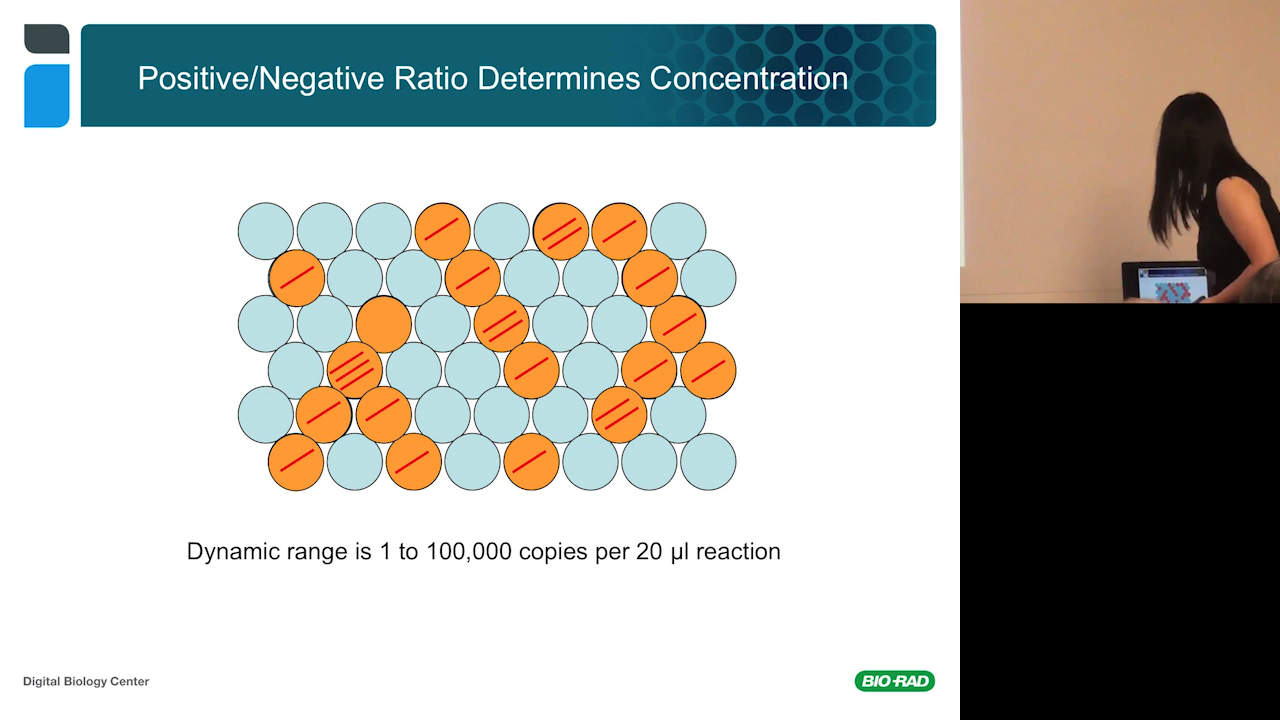 Positive/Negative Ratio Determines Concentration
Dynamic range is 1 to 100,000 copies per 20 µl reaction
Digital Biology Center
BIO-RAD